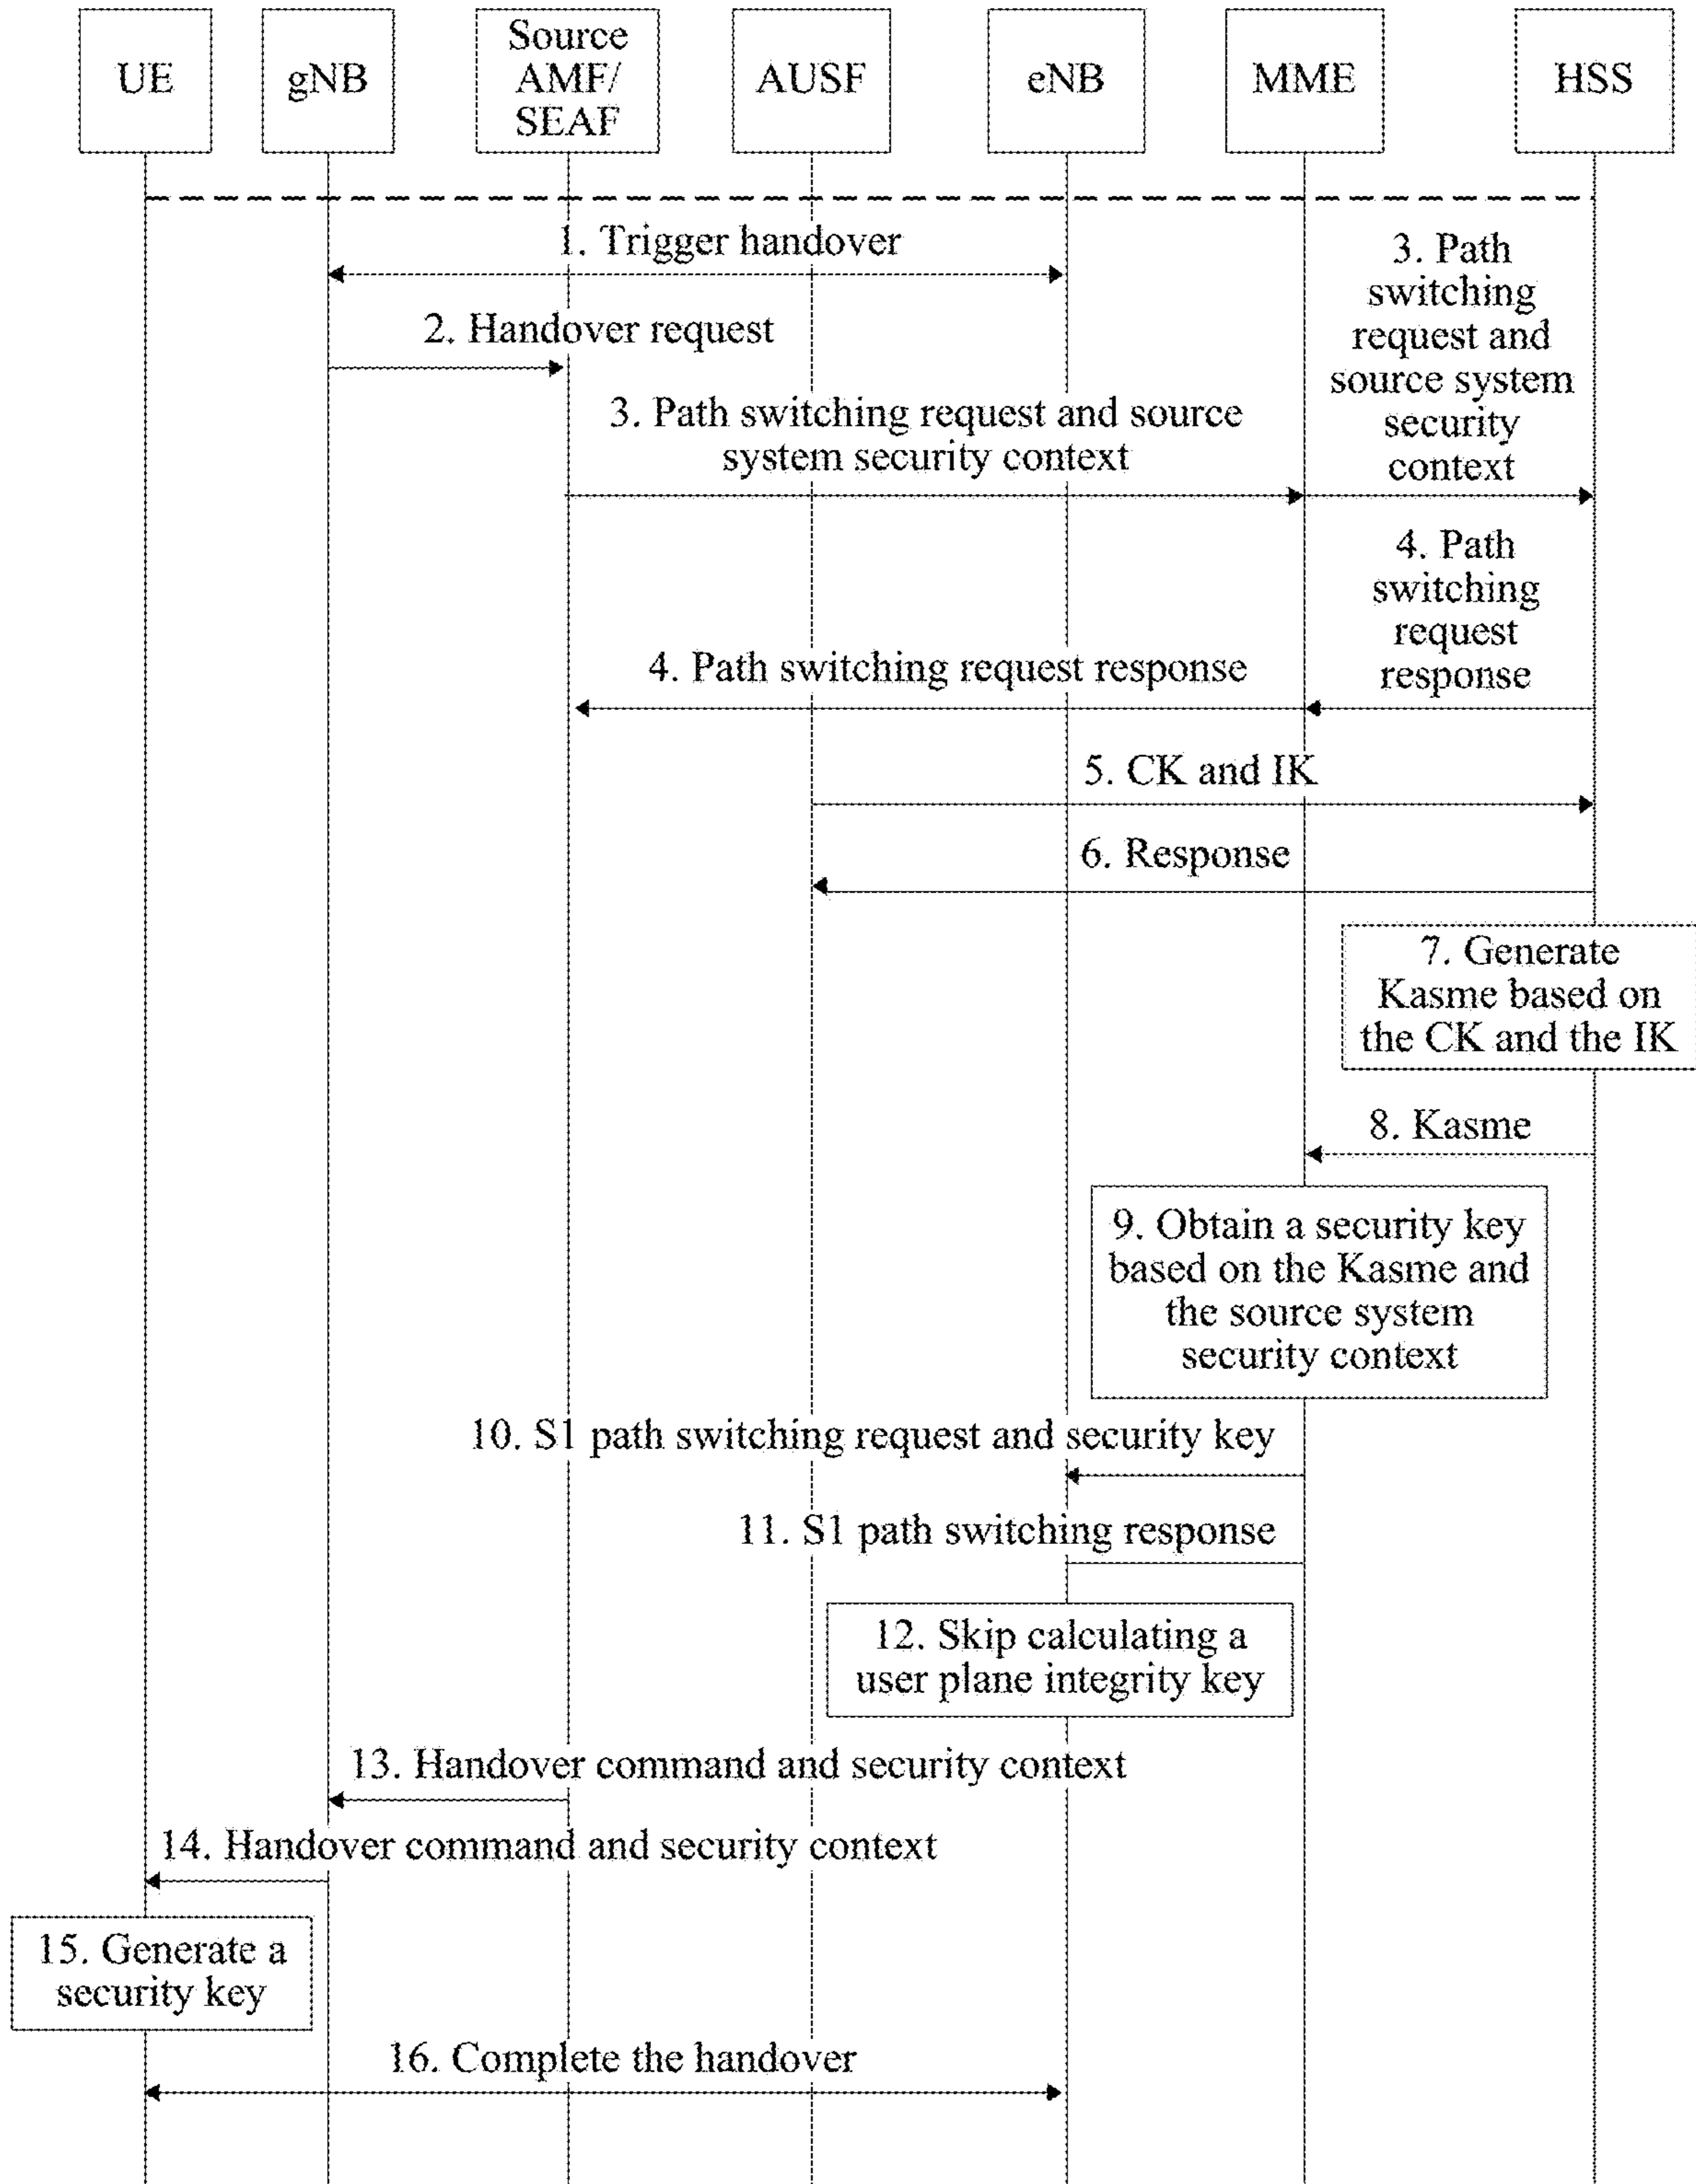 UE
gNB
Source
AMF/
SEAF
AUSF
eNB
MME
HSS
1. Trigger handover
2. Handover request
3. Path switching request and source
system security context
3. Path
switching
request and
source system
security
context
4. Path
switching
request
response
4. Path switching request response
5. CK and IK
6. Response
7. Generate
Kasme based on
the CK and the IK
8. Kasme
9. Obtain a security key
based on the Kasme and
the source system
security context
10. S1 path switching request and security key
11. S1 path switching response
12. Skip calculating a
user plane integrity key
13. Handover command and security context
14. Handover command and security context
15. Generate a
security key
16. Complete the handover